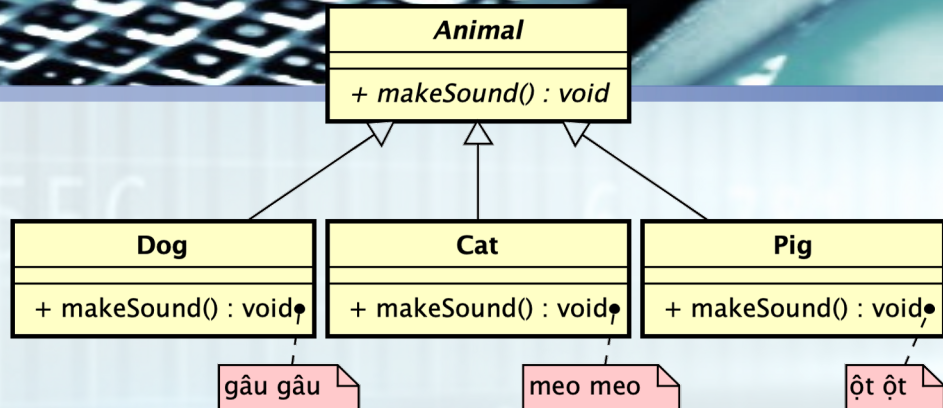 Animal
+ makeSound() : void
Dog
+ makeSound() : void
gâu gâu
Cat
+ makeSound() : void
meo meo
Pig
+ makeSound() : void
ột ột